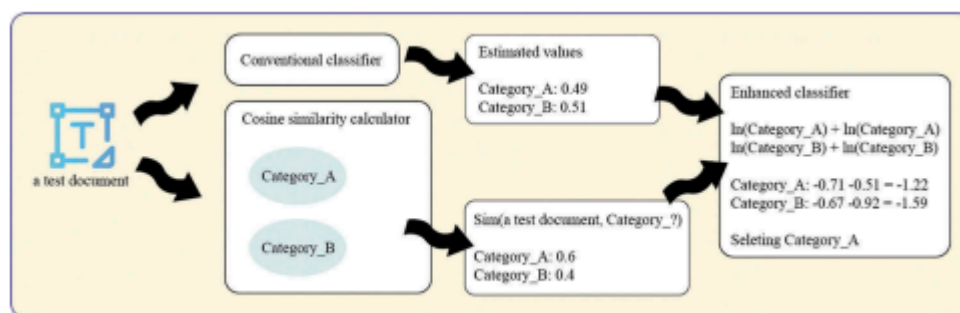 T
a test document
Conventional classifier
Cosine similarity calculator
Category_A
Category_B
Estimated values
Category_A: 0.49
Category_B: 0.51
Sim(a test document, Category_?)
Category_A: 0.6
Category_B: 0.4
Enhanced classifier
ln(Category_A) + ln(Category_A)
ln(Category_B) + ln(Category_B)
Category_A: -0.71 -0.51 = -1.22
Category_B: -0.67 -0.92 = -1.59
Seleting Category_A